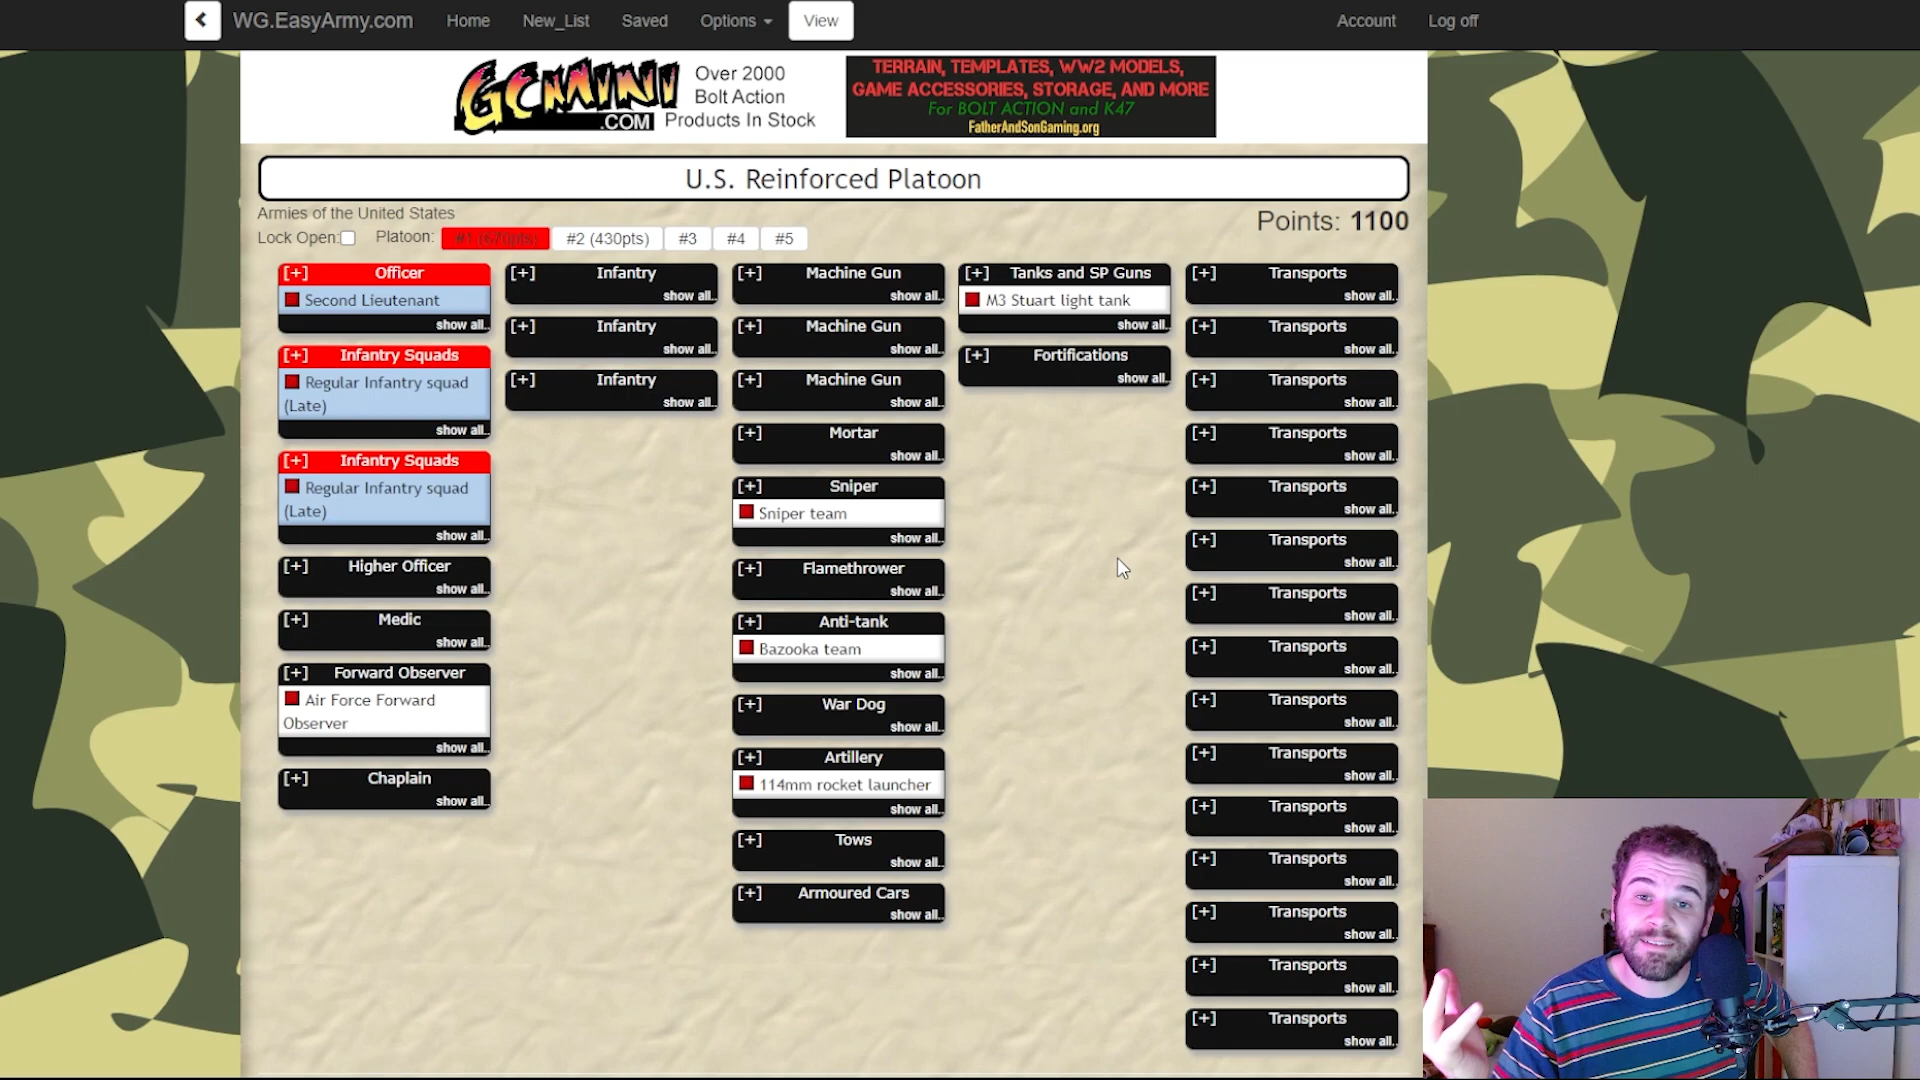 WG.EasyArmy.com Home New_List Saved Options View Account Log off
GCMINI
.COM
Over 2000
Bolt Action
Products In Stock
TERRAIN, TEMPLATES, WW2 MODELS,
GAME ACCESSORIES, STORAGE, AND MORE
For BOLT ACTION and K47
FatherAndSonGaming.org
U.S. Reinforced Platoon
Armies of the United States
Points: 1100
Lock Open: Platoon: #1 (670pts) #2 (430pts) #3 #4 #5
[+] Officer
Second Lieutenant
show all..
[+] Infantry Squads
Regular Infantry squad
(Late)
show all..
[+] Infantry Squads
Regular Infantry squad
(Late)
show all..
[+] Higher Officer
show all..
[+] Medic
show all..
[+] Forward Observer
Air Force Forward
Observer
show all..
[+] Chaplain
show all..
[+] Infantry
show all..
[+] Infantry
show all..
[+] Infantry
show all..
[+] Machine Gun
show all..
[+] Machine Gun
show all..
[+] Machine Gun
show all..
[+] Mortar
show all..
[+] Sniper
Sniper team
show all..
[+] Flamethrower
show all..
[+] Anti-tank
Bazooka team
show all..
[+] War Dog
show all..
[+] Artillery
114mm rocket launcher
show all..
[+] Tows
show all..
[+] Armoured Cars
show all..
[+] Tanks and SP Guns
M3 Stuart light tank
show all..
[+] Fortifications
show all..
[+] Transports
show all..
[+] Transports
show all..
[+] Transports
show all..
[+] Transports
show all..
[+] Transports
show all..
[+] Transports
show all..
[+] Transports
show all..
[+] Transports
show all..
[+] Transports
show all..
[+] Transports
show all..
[+] Transports
show all..
[+] Transports
show all..
[+] Transports
show all..
[+] Transports
show all..
[+] Transports
show all..